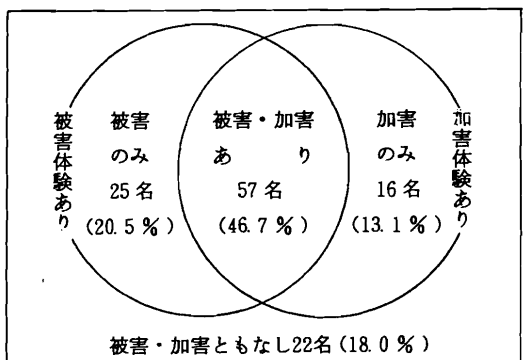 被害体験あり
被害
のみ
25名
(20.5%)
被害・加害
あり
57名
(46.7%)
加害
のみ
16名
(13.1%)
加害体験あり
被害・加害ともなし22名(18.0%)